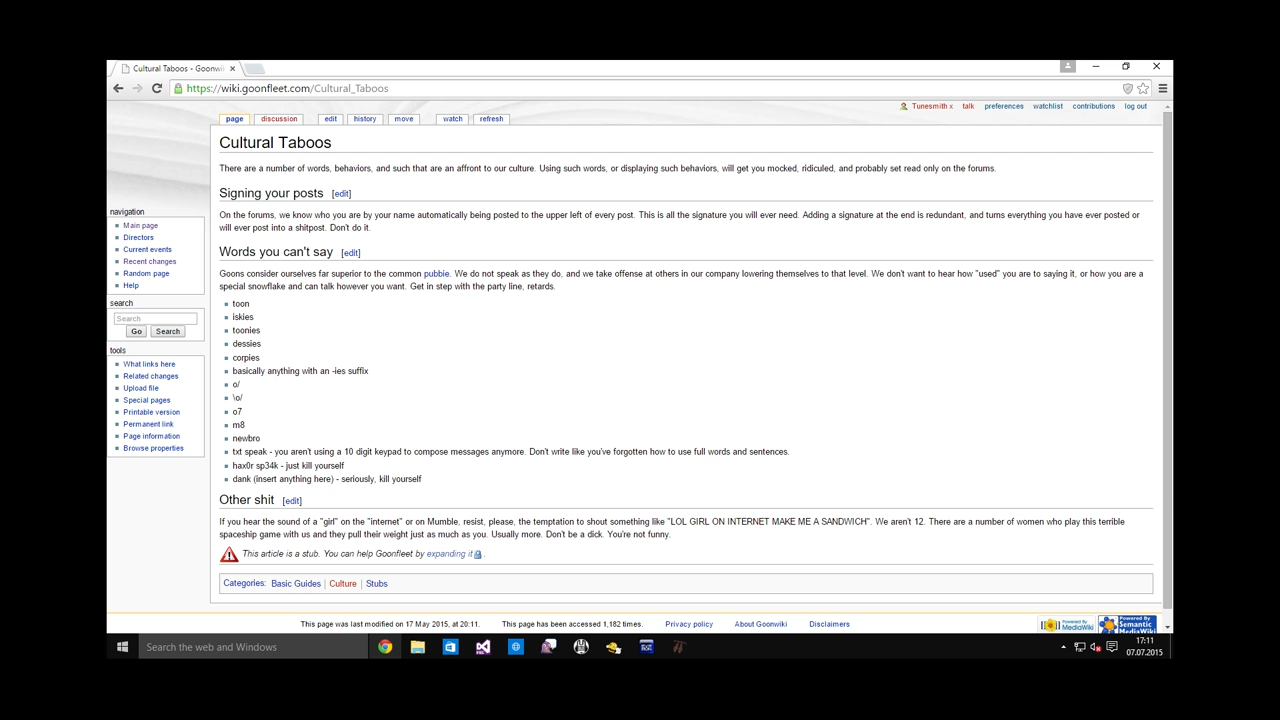 Cultural Taboos - Goonwi
https://wiki.goonfleet.com/Cultural_Taboos
Tunesmith x talk preferences watchlist contributions log out
page discussion edit history move watch refresh
Cultural Taboos
There are a number of words, behaviors, and such that are an affront to our culture. Using such words, or displaying such behaviors, will get you mocked, ridiculed, and probably set read only on the forums.
Signing your posts [edit]
On the forums, we know who you are by your name automatically being posted to the upper left of every post. This is all the signature you will ever need. Adding a signature at the end is redundant, and turns everything you have ever posted or
will ever post into a shitpost. Don't do it.
Words you can't say [edit]
Goons consider ourselves far superior to the common pubbie. We do not speak as they do, and we take offense at others in our company lowering themselves to that level. We don't want to hear how "used" you are to saying it, or how you are a
special snowflake and can talk however you want. Get in step with the party line, retards.
toon
iskies
toonies
dessies
corpies
basically anything with an -ies suffix
o/
\o/
o7
m8
newbro
txt speak - you aren't using a 10 digit keypad to compose messages anymore. Don't write like you've forgotten how to use full words and sentences.
hax0r sp34k - just kill yourself
dank (insert anything here) - seriously, kill yourself
Other shit [edit]
If you hear the sound of a "girl" on the "internet" or on Mumble, resist, please, the temptation to shout something like "LOL GIRL ON INTERNET MAKE ME A SANDWICH". We aren't 12. There are a number of women who play this terrible
spaceship game with us and they pull their weight just as much as you. Usually more. Don't be a dick. You're not funny.
This article is a stub. You can help Goonfleet by expanding it.
Categories: Basic Guides | Culture | Stubs
navigation
Main page
Directors
Current events
Recent changes
Random page
Help
search
Search
Go Search
tools
What links here
Related changes
Upload file
Special pages
Printable version
Permanent link
Page information
Browse properties
This page was last modified on 17 May 2015, at 20:11. This page has been accessed 1,182 times. Privacy policy About Goonwiki Disclaimers
Powered By MediaWiki
Powered By Semantic MediaWiki
Search the web and Windows
17:11
07.07.2015